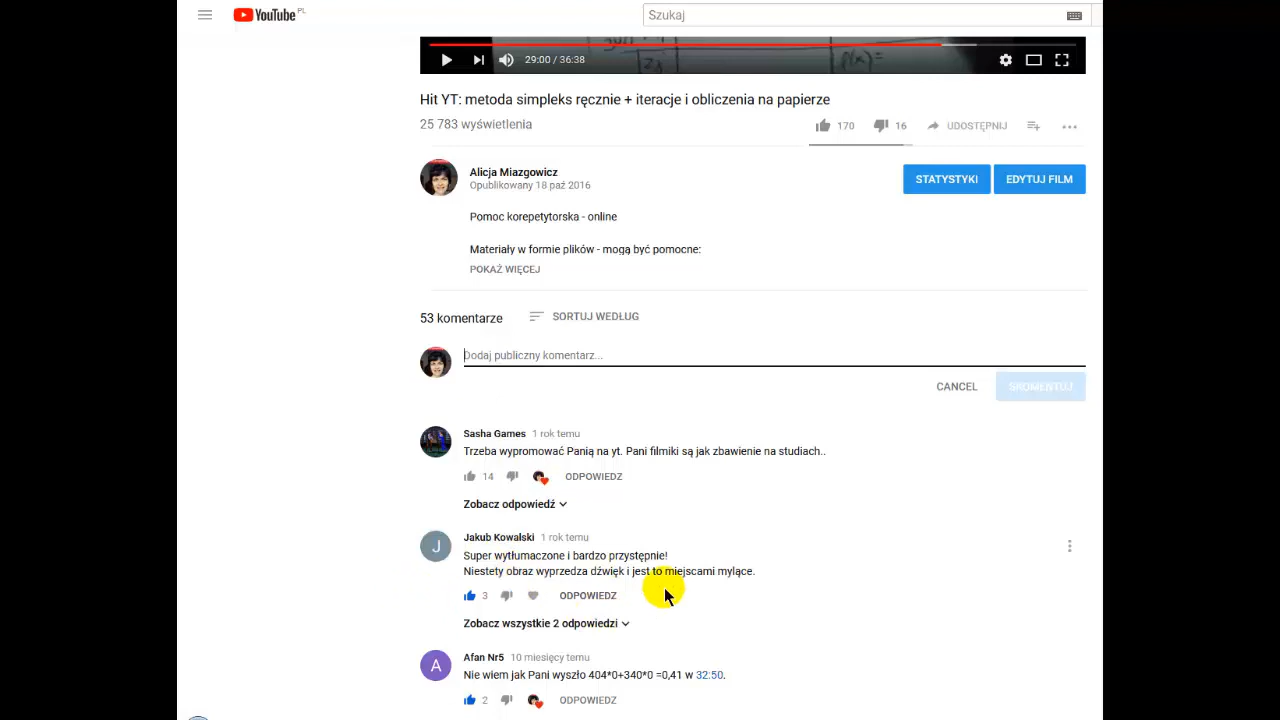 YouTube PL
Szukaj
29:00 / 36:38
Hit YT: metoda simpleks ręcznie + iteracje i obliczenia na papierze
25 783 wyświetlenia
170
16
UDOSTĘPNIJ
Alicja Miazgowicz
Opublikowany 18 paź 2016
STATYSTYKI
EDYTUJ FILM
Pomoc korepetytorska - online
Materiały w formie plików - mogą być pomocne:
POKAŻ WIĘCEJ
53 komentarze
SORTUJ WEDŁUG
Dodaj publiczny komentarz...
CANCEL
SKOMENTUJ
Sasha Games 1 rok temu
Trzeba wypromować Panią na yt. Pani filmiki są jak zbawienie na studiach..
14
ODPOWIEDZ
Zobacz odpowiedź
J
Jakub Kowalski 1 rok temu
Super wytłumaczone i bardzo przystępnie!
Niestety obraz wyprzedza dźwięk i jest to miejscami mylące.
3
ODPOWIEDZ
Zobacz wszystkie 2 odpowiedzi
A
Afan Nr5 10 miesięcy temu
Nie wiem jak Pani wyszło 404*0+340*0 =0,41 w 32:50.
2
ODPOWIEDZ